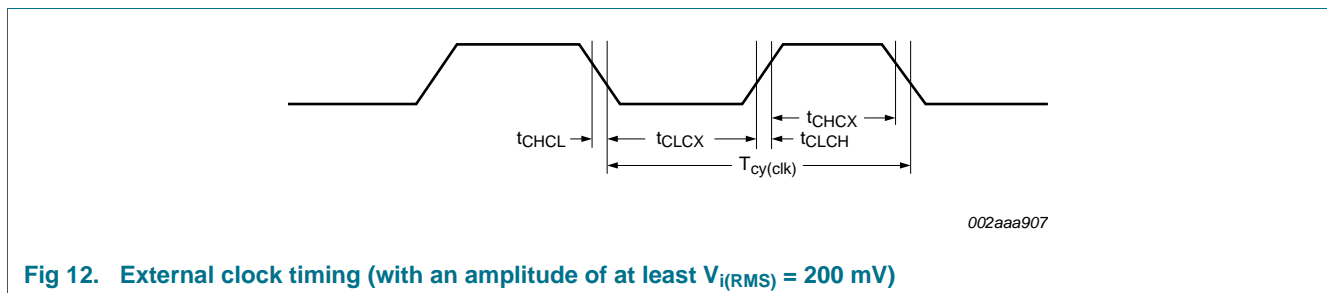 tCHCX
tCHCL
tCLCX
tCLCH
Tcy(clk)
002aaa907
Fig 12. External clock timing (with an amplitude of at least Vi(RMS) = 200 mV)